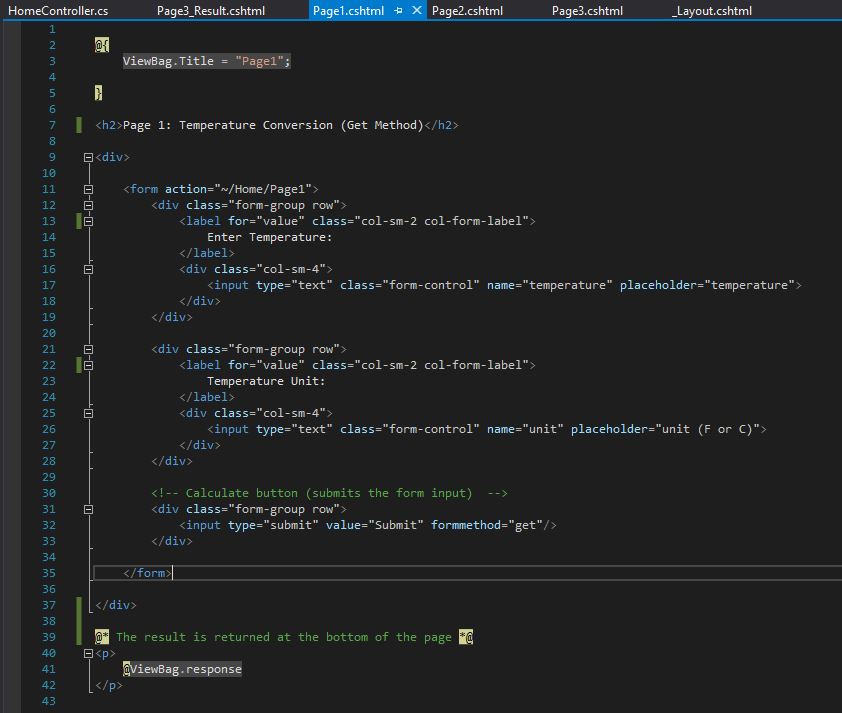 HomeController.cs Page3_Result.cshtml Page1.cshtml Page2.cshtml Page3.cshtml _Layout.cshtml
1
2 @{
3 ViewBag.Title = "Page1";
4
5 }
6
7 <h2>Page 1: Temperature Conversion (Get Method)</h2>
8
9 <div>
10
11 <form action="~/Home/Page1">
12 <div class="form-group row">
13 <label for="value" class="col-sm-2 col-form-label">
14 Enter Temperature:
15 </label>
16 <div class="col-sm-4">
17 <input type="text" class="form-control" name="temperature" placeholder="temperature">
18 </div>
19 </div>
20
21 <div class="form-group row">
22 <label for="value" class="col-sm-2 col-form-label">
23 Temperature Unit:
24 </label>
25 <div class="col-sm-4">
26 <input type="text" class="form-control" name="unit" placeholder="unit (F or C)">
27 </div>
28 </div>
29
30 <!-- Calculate button (submits the form input)  -->
31 <div class="form-group row">
32 <input type="submit" value="Submit" formmethod="get"/>
33 </div>
34
35 </form>
36
37 </div>
38
39 @* The result is returned at the bottom of the page *@
40 <p>
41 @ViewBag.response
42 </p>
43